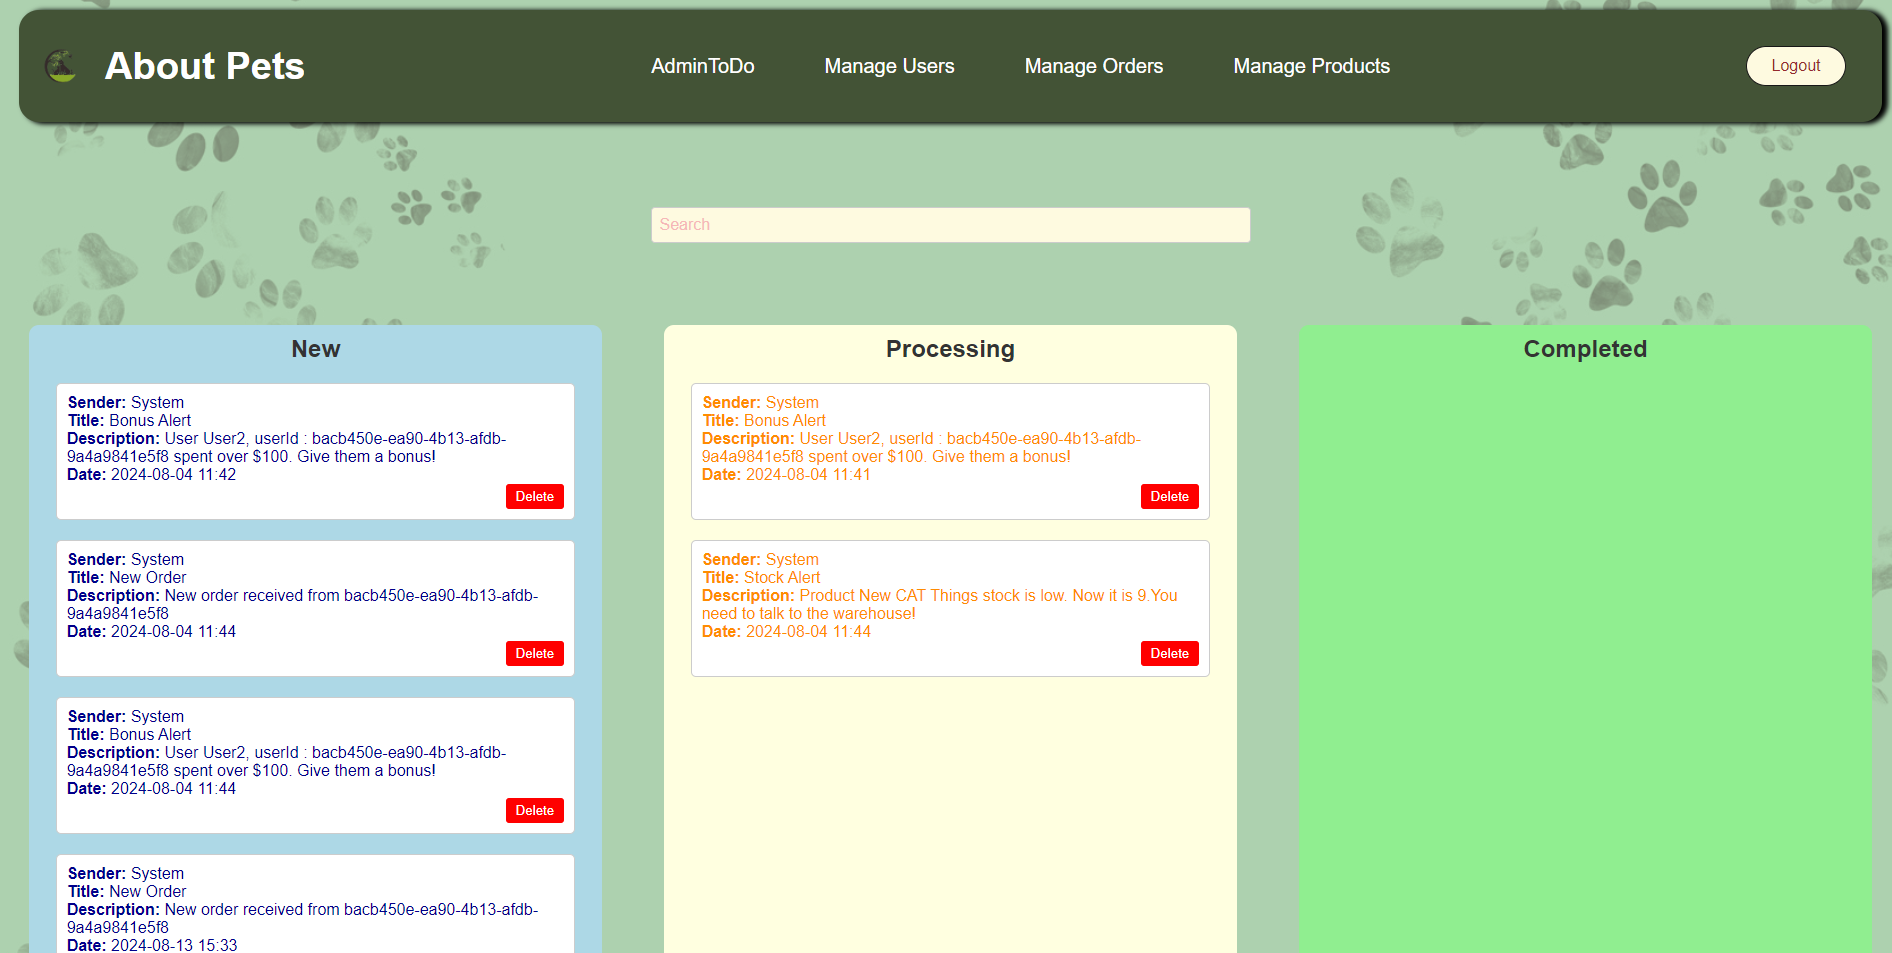 About Pets
AdminToDo
Manage Users
Manage Orders
Manage Products
Logout
Search
New
Sender: System
Title: Bonus Alert
Description: User User2, userId : bacb450e-ea90-4b13-afdb-
9a4a9841e5f8 spent over $100. Give them a bonus!
Date: 2024-08-04 11:42
Delete
Sender: System
Title: New Order
Description: New order received from bacb450e-ea90-4b13-afdb-
9a4a9841e5f8
Date: 2024-08-04 11:44
Delete
Sender: System
Title: Bonus Alert
Description: User User2, userId : bacb450e-ea90-4b13-afdb-
9a4a9841e5f8 spent over $100. Give them a bonus!
Date: 2024-08-04 11:44
Delete
Sender: System
Title: New Order
Description: New order received from bacb450e-ea90-4b13-afdb-
9a4a9841e5f8
Date: 2024-08-13 15:33
Processing
Sender: System
Title: Bonus Alert
Description: User User2, userId : bacb450e-ea90-4b13-afdb-
9a4a9841e5f8 spent over $100. Give them a bonus!
Date: 2024-08-04 11:41
Delete
Sender: System
Title: Stock Alert
Description: Product New CAT Things stock is low. Now it is 9.You
need to talk to the warehouse!
Date: 2024-08-04 11:44
Delete
Completed